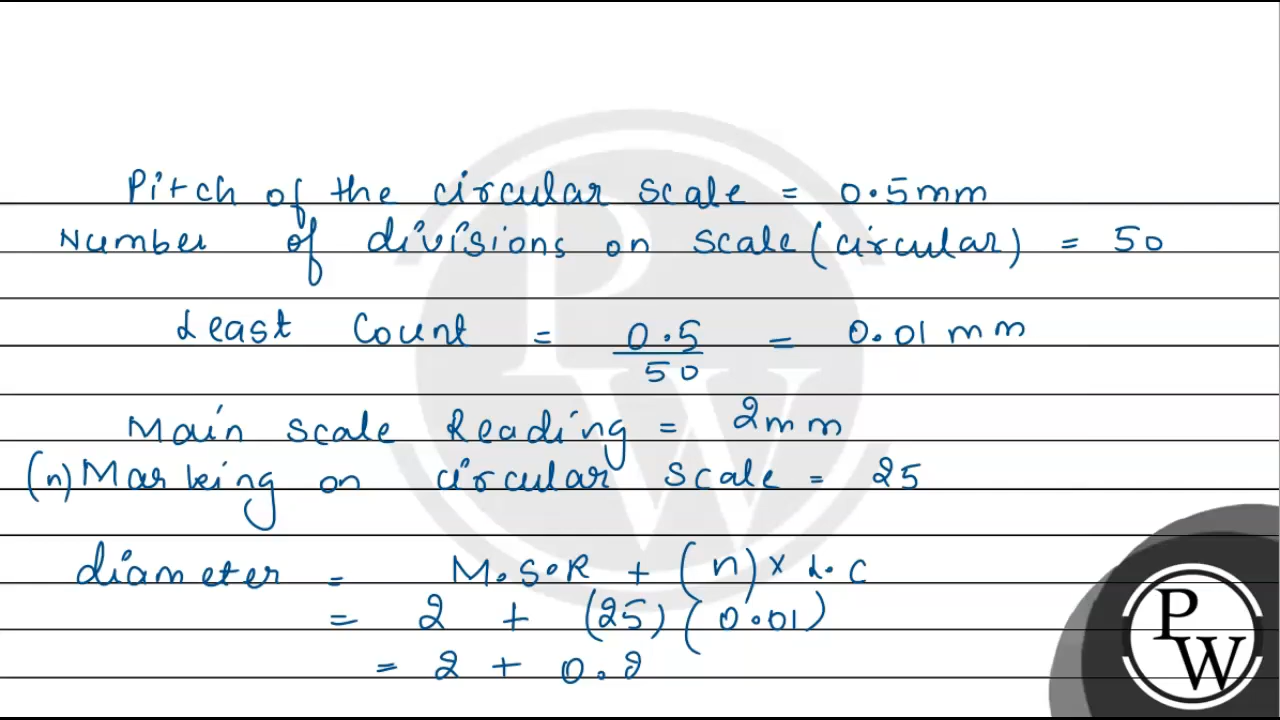 Pitch of the circular scale = 0.5mm
Number of divisions on scale (circular) = 50
Least Count = 0.5/50 = 0.01 mm
Main scale Reading = 2mm
(n) Marking on circular scale = 25
diameter = M.S.R + (n) × L.C
= 2 + (25) (0.01)
= 2 + 0.2
P
W
P
W